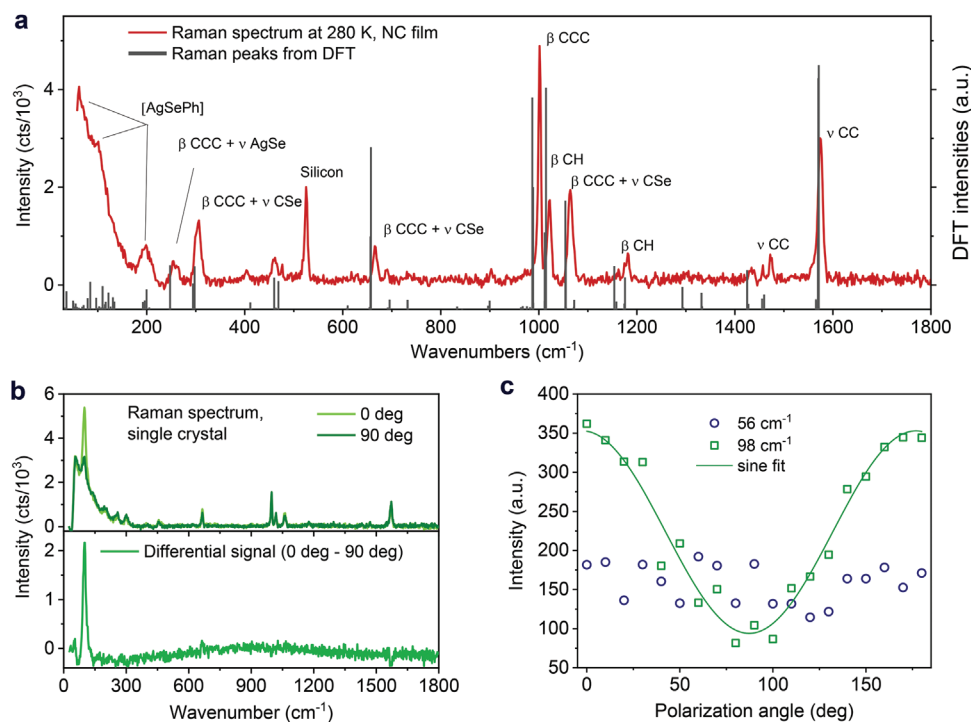 a
Raman spectrum at 280 K, NC film
Raman peaks from DFT
[AgSePh]
β CCC + ν AgSe
β CCC + ν CSe
Silicon
β CCC + ν CSe
β CCC
β CH
β CCC + ν CSe
β CH
ν CC
ν CC
Intensity (cts/10³)
0
2
4
DFT intensities (a.u.)
200 400 600 800 1000 1200 1400 1600 1800
Wavenumbers (cm⁻¹)
b
Raman spectrum,
single crystal
0 deg
90 deg
Differential signal (0 deg - 90 deg)
Intensity (cts/10³)
6
4
2
0
2
1
0
0 300 600 900 1200 1500 1800
Wavenumber (cm⁻¹)
c
56 cm⁻¹
98 cm⁻¹
sine fit
Intensity (a.u.)
400
350
300
250
200
150
100
50
0 50 100 150
Polarization angle (deg)